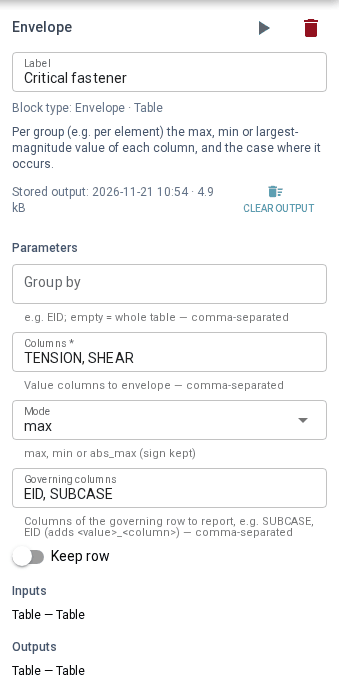 Envelope
Label
Critical fastener
Block type: Envelope · Table
Per group (e.g. per element) the max, min or largest-
magnitude value of each column, and the case where it
occurs.
Stored output: 2026-11-21 10:54 · 4.9
kB
CLEAR OUTPUT
Parameters
Group by
e.g. EID; empty = whole table — comma-separated
Columns *
TENSION, SHEAR
Value columns to envelope — comma-separated
Mode
max
max, min or abs_max (sign kept)
Governing columns
EID, SUBCASE
Columns of the governing row to report, e.g. SUBCASE,
EID (adds <value>_<column>) — comma-separated
Keep row
Inputs
Table — Table
Outputs
Table — Table